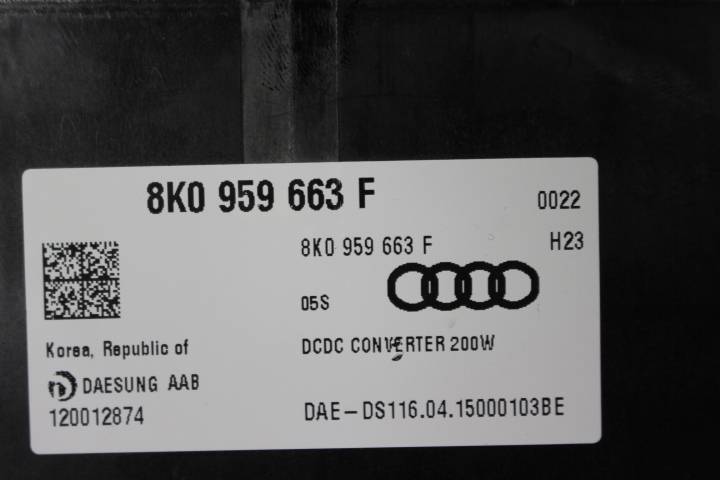 8K0 959 663 F
0022
8K0 959 663 F
H23
05S
Korea, Republic of
DCDC CONVERTER 200W
DAESUNG AAB
120012874
DAE-DS116.04.15000103BE